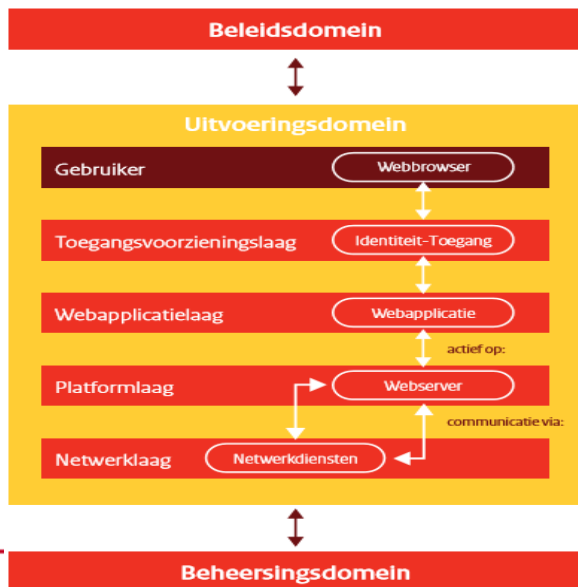 Beleidsdomein
Uitvoeringsdomein
Gebruiker
Webbrowser
Toegangsvoorzieningslaag
Identiteit-Toegang
Webapplicatielaag
Webapplicatie
actief op:
Platformlaag
Webserver
communicatie via:
Netwerklaag
Netwerkdiensten
Beheersingsdomein